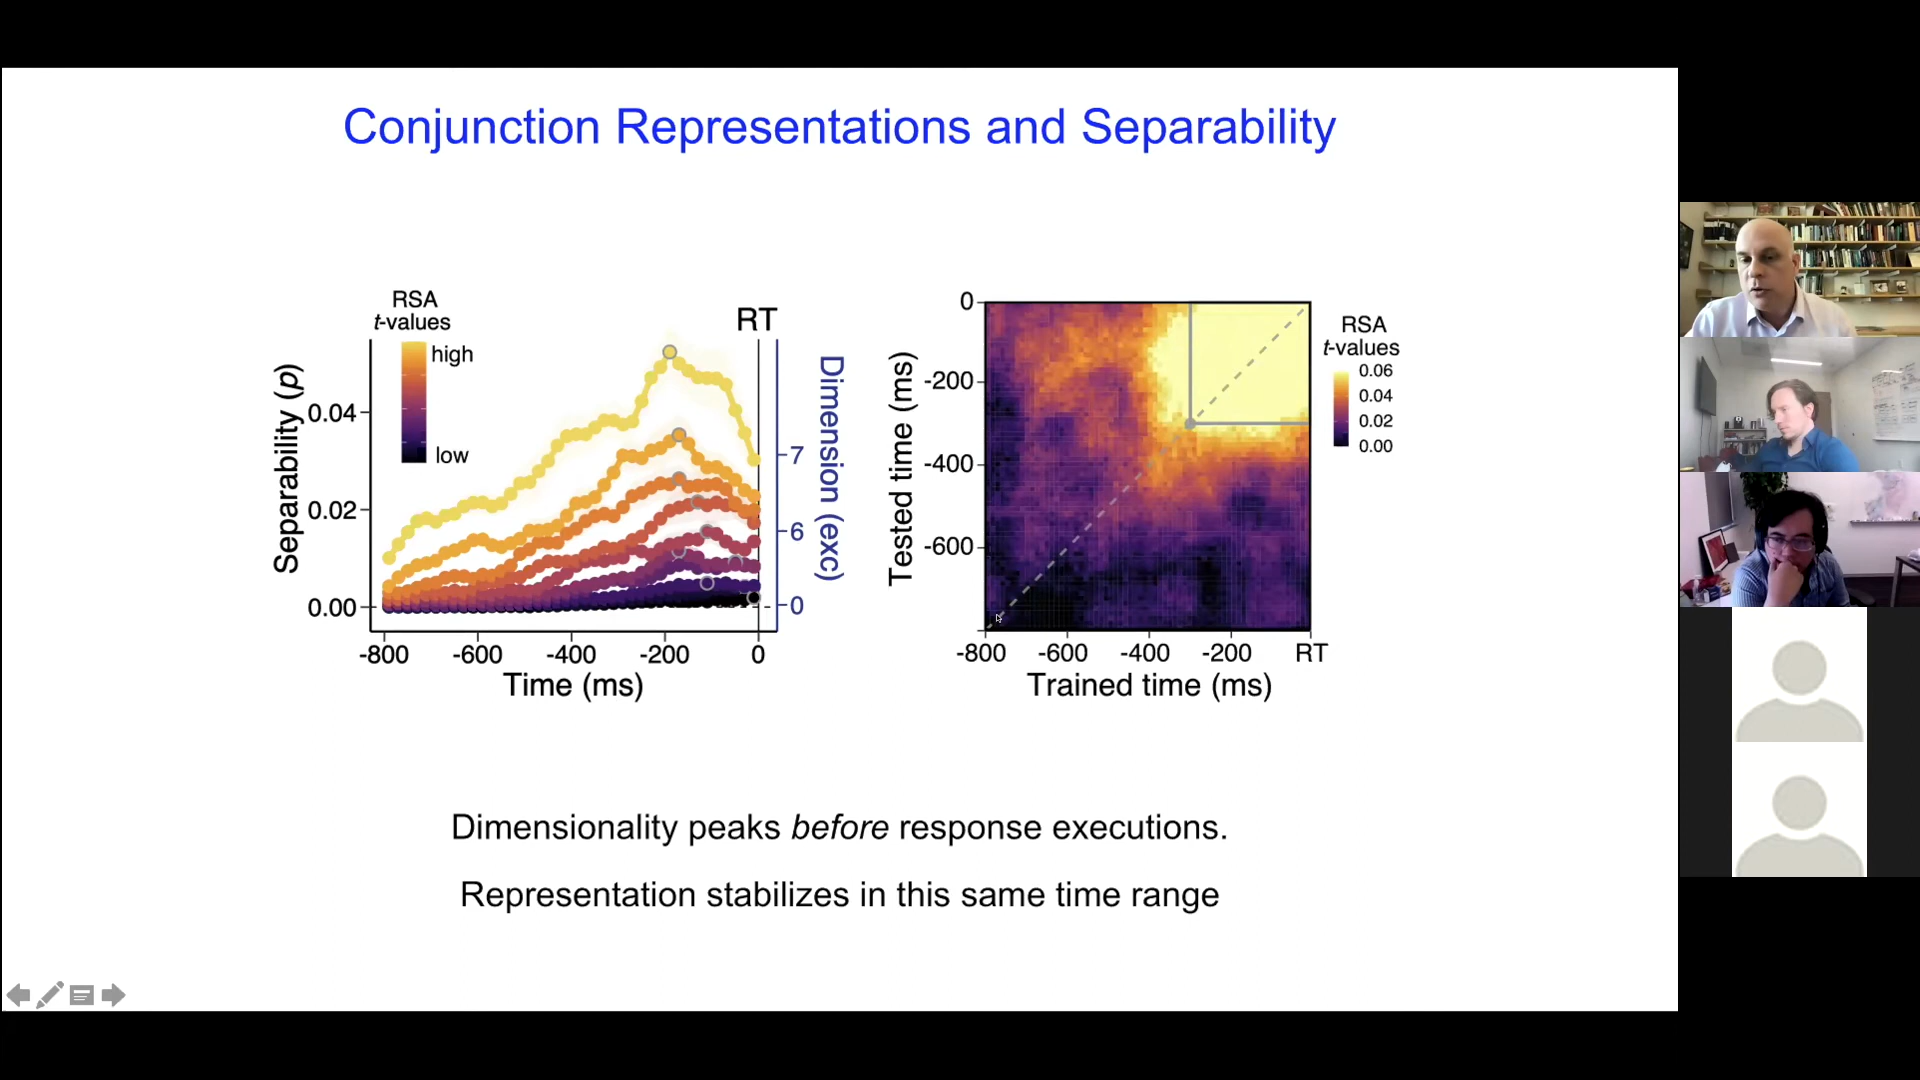 Conjunction Representations and Separability
RSA
t-values
high
low
RT
Separability (p)
0.04
0.02
0.00
7
6
0
Dimension (exc)
-800
-600
-400
-200
0
Time (ms)
0
-200
-400
-600
Tested time (ms)
-800
-600
-400
-200
RT
Trained time (ms)
RSA
t-values
0.06
0.04
0.02
0.00
Dimensionality peaks before response executions.
Representation stabilizes in this same time range